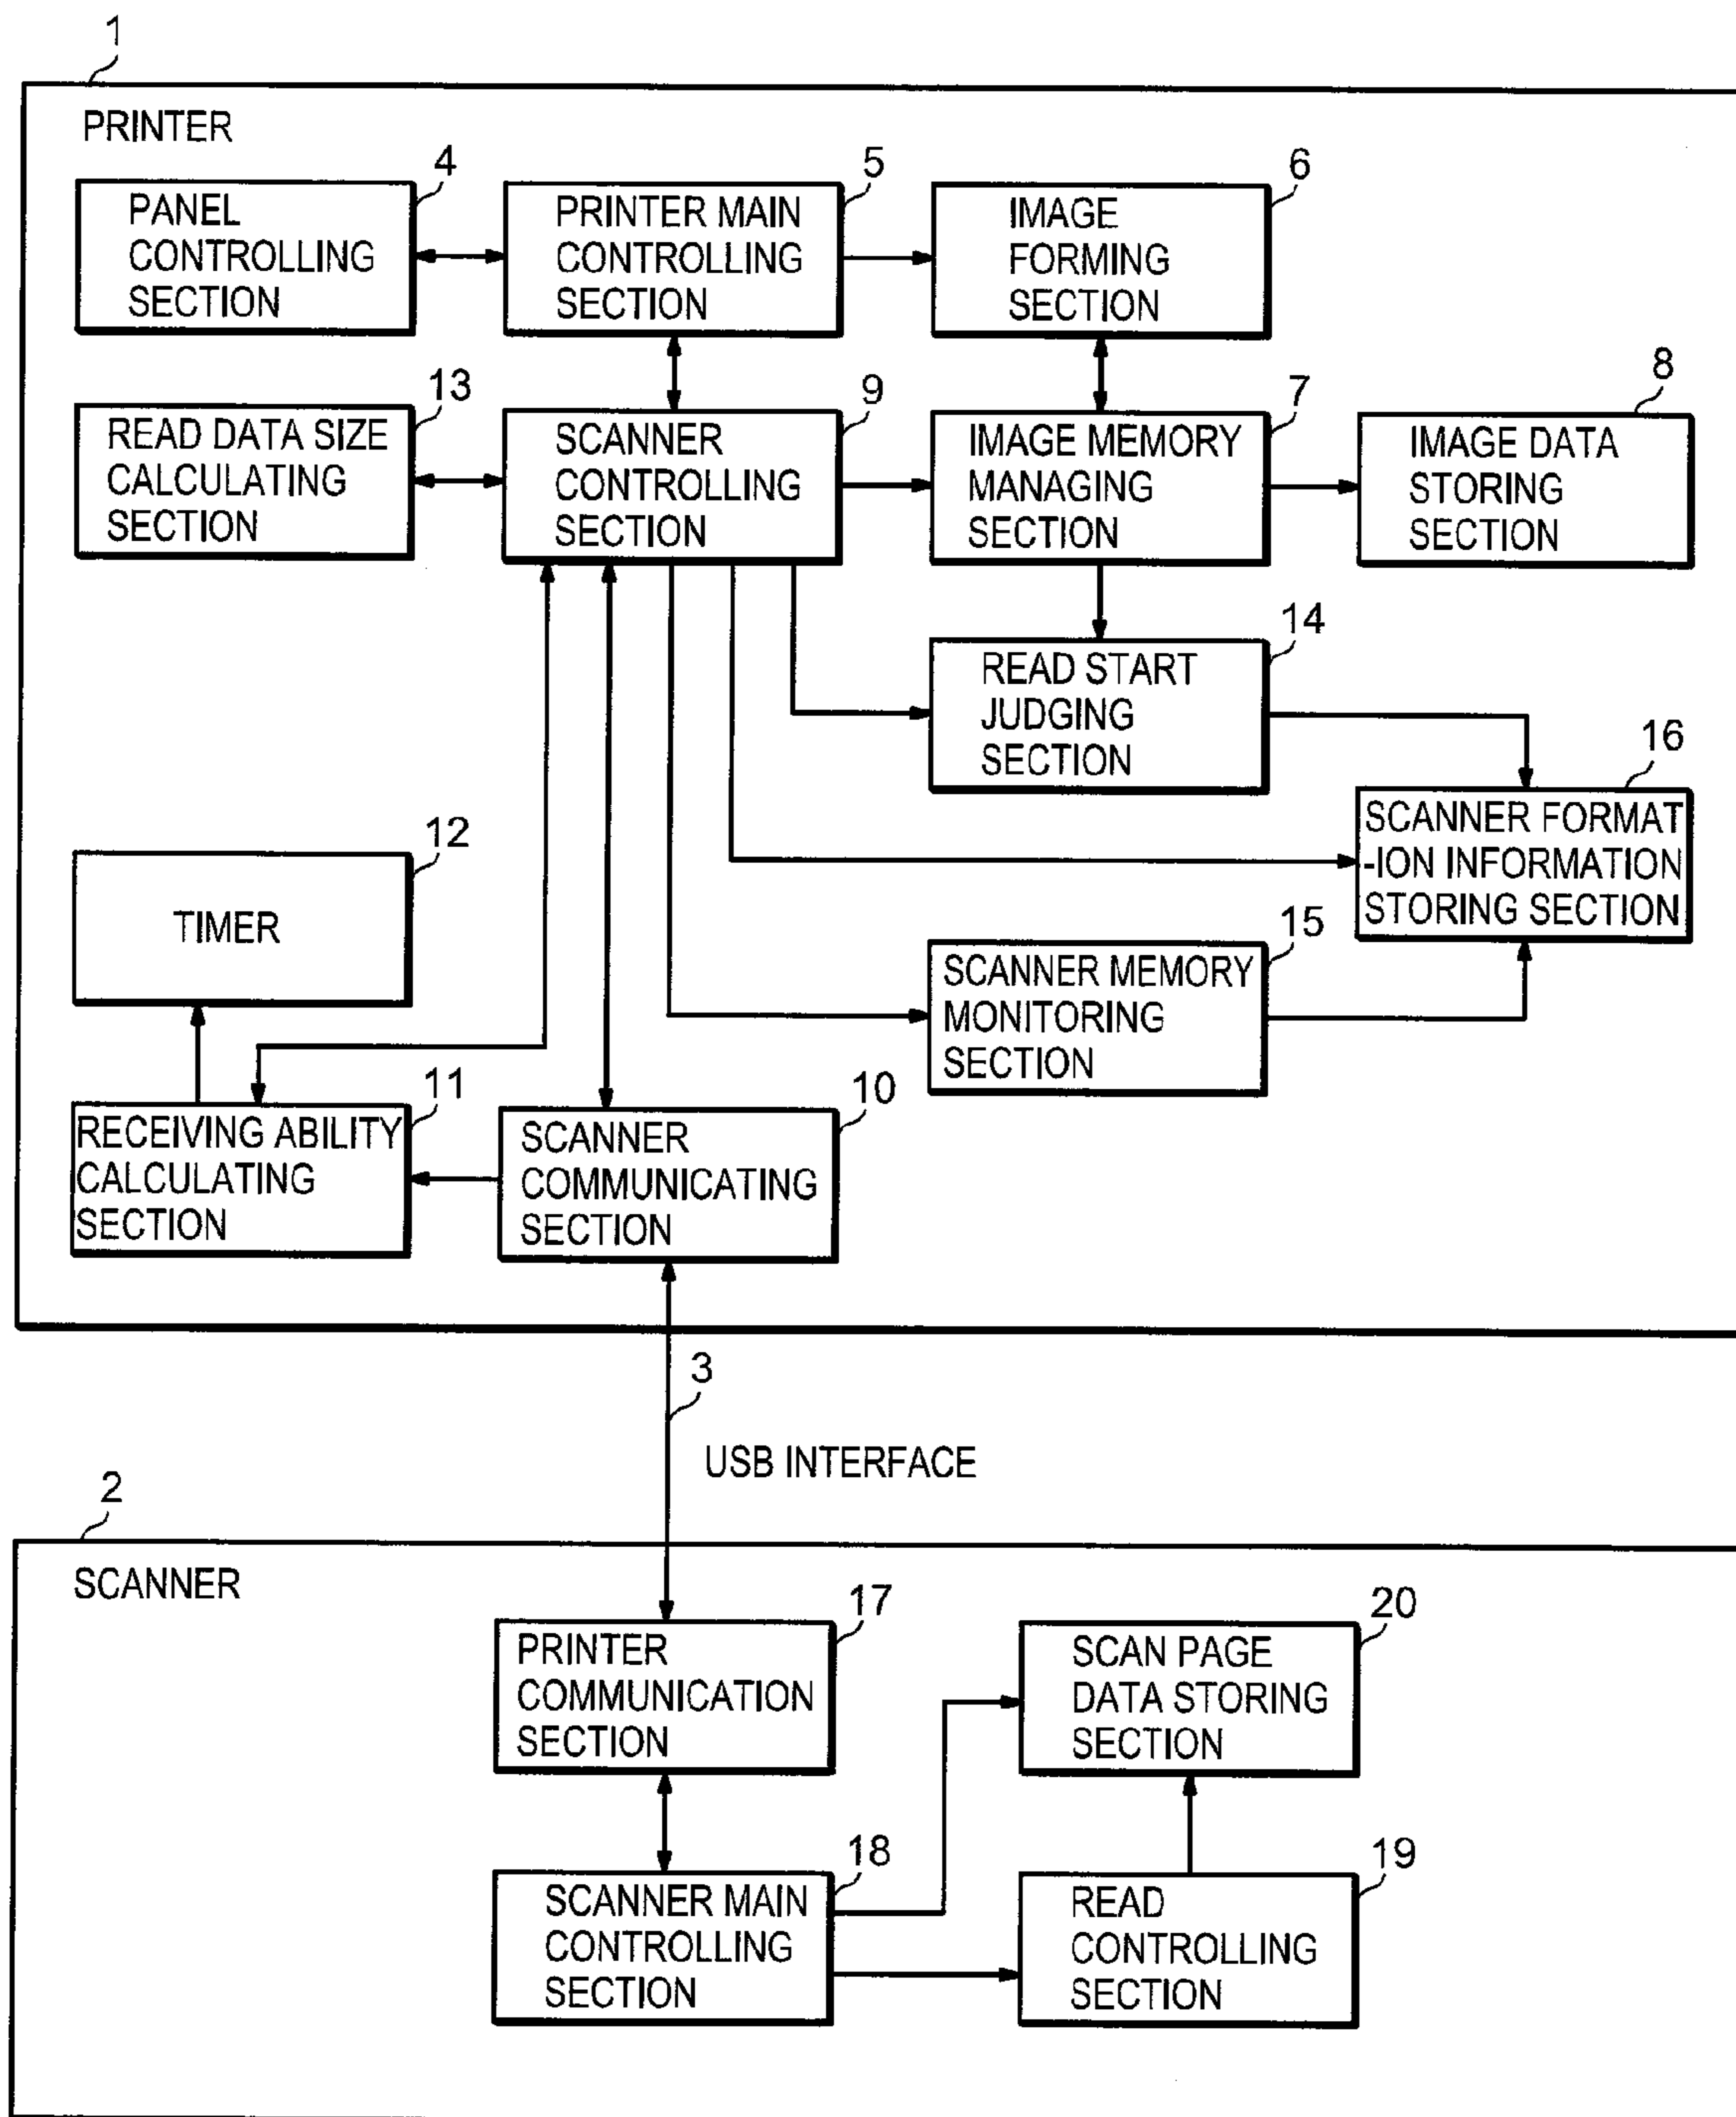 1
PRINTER
4
PANEL
CONTROLLING
SECTION
5
PRINTER MAIN
CONTROLLING
SECTION
6
IMAGE
FORMING
SECTION
13
READ DATA SIZE
CALCULATING
SECTION
9
SCANNER
CONTROLLING
SECTION
7
IMAGE MEMORY
MANAGING
SECTION
8
IMAGE DATA
STORING
SECTION
14
READ START
JUDGING
SECTION
16
SCANNER FORMAT
-ION INFORMATION
STORING SECTION
12
TIMER
15
SCANNER MEMORY
MONITORING
SECTION
11
RECEIVING ABILITY
CALCULATING
SECTION
10
SCANNER
COMMUNICATING
SECTION
3
USB INTERFACE
2
SCANNER
17
PRINTER
COMMUNICATION
SECTION
20
SCAN PAGE
DATA STORING
SECTION
18
SCANNER MAIN
CONTROLLING
SECTION
19
READ
CONTROLLING
SECTION